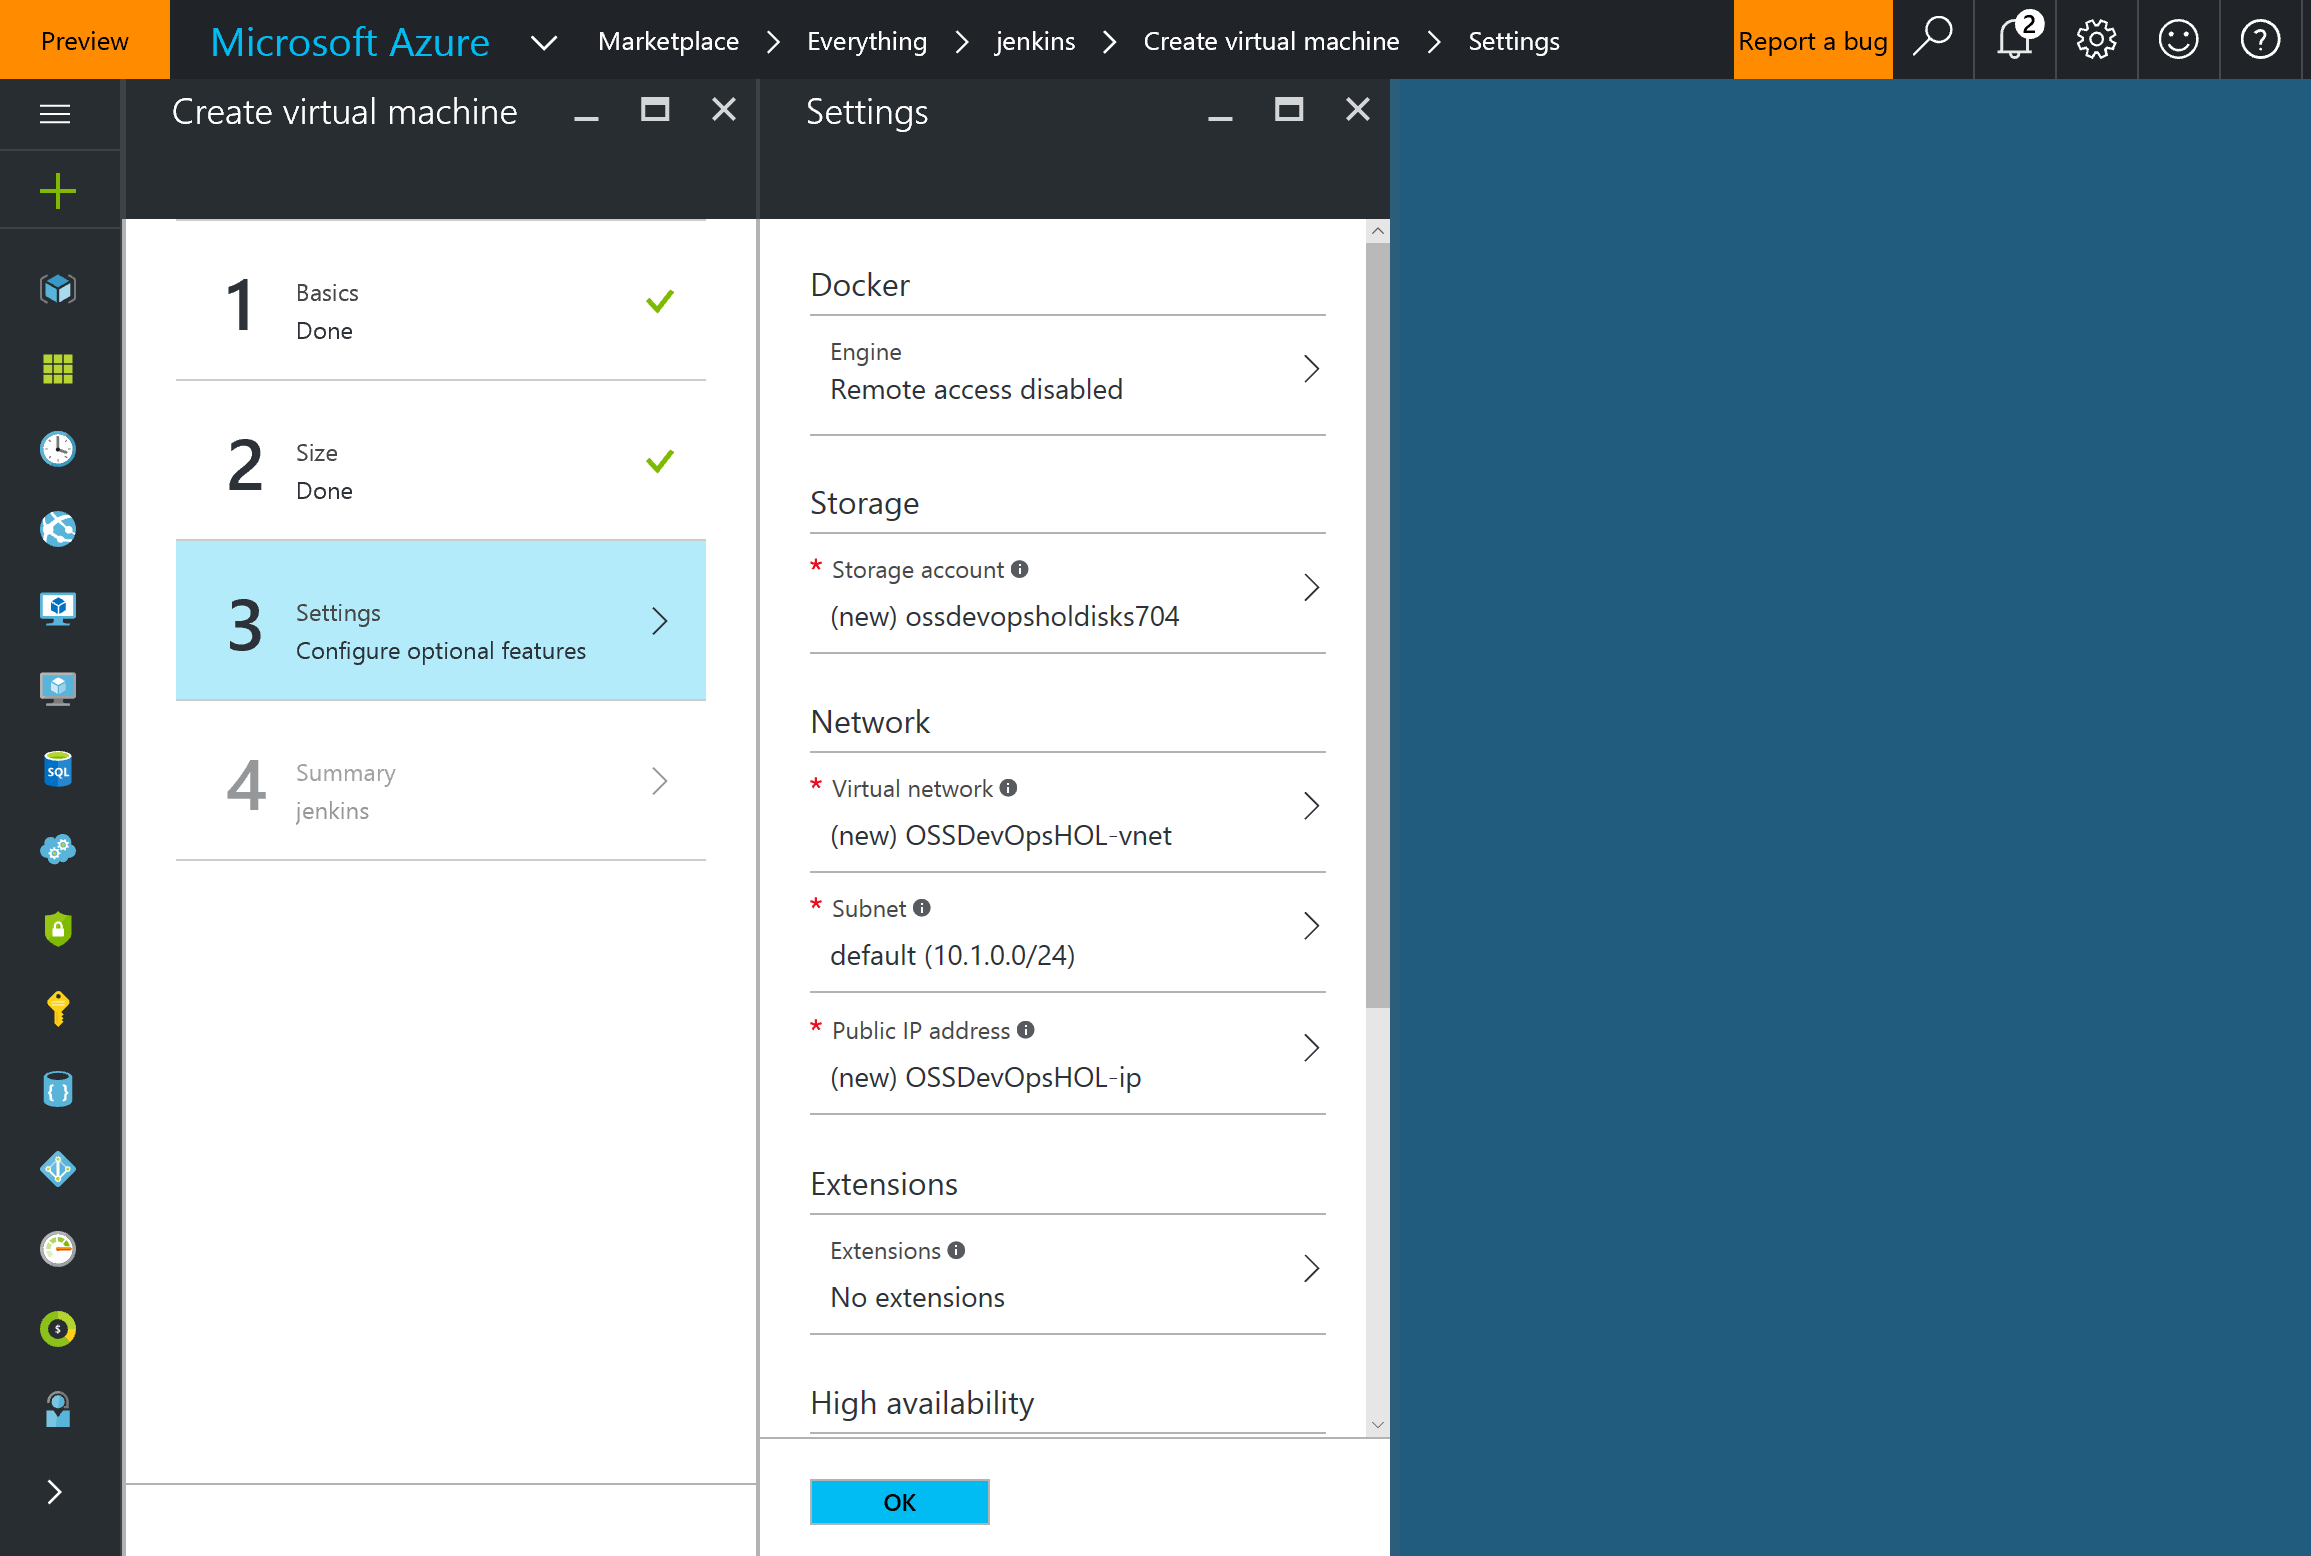 Preview
Microsoft Azure
Marketplace
Everything
jenkins
Create virtual machine
Settings
Report a bug
2
?
Create virtual machine
1
Basics
Done
2
Size
Done
3
Settings
Configure optional features
4
Summary
jenkins
SQL
{ }
$
Settings
Docker
Engine
Remote access disabled
Storage
* Storage account
(new) ossdevopsholdisks704
Network
* Virtual network
(new) OSSDevOpsHOL-vnet
* Subnet
default (10.1.0.0/24)
* Public IP address
(new) OSSDevOpsHOL-ip
Extensions
Extensions
No extensions
High availability
OK